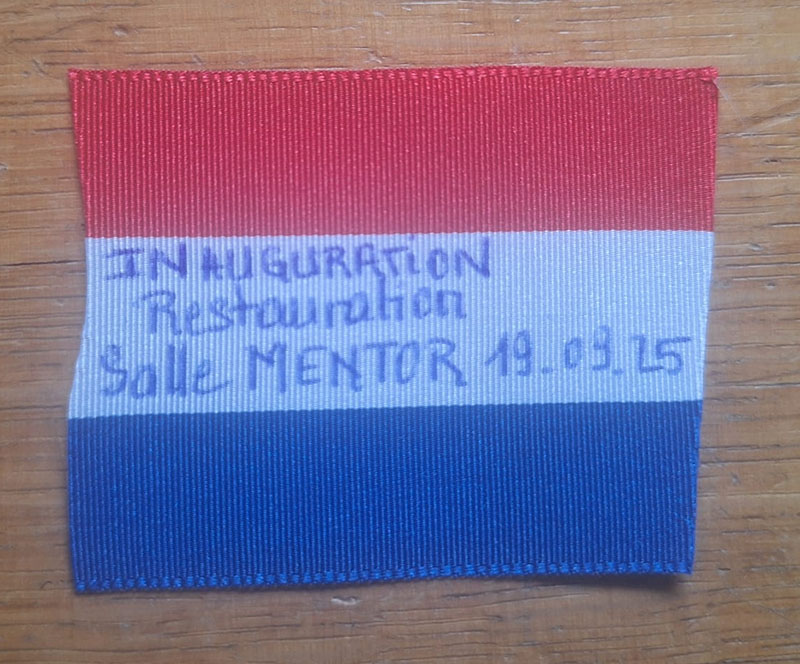 INAUGURATION
Restauration
Salle MENTOR 19.09.25